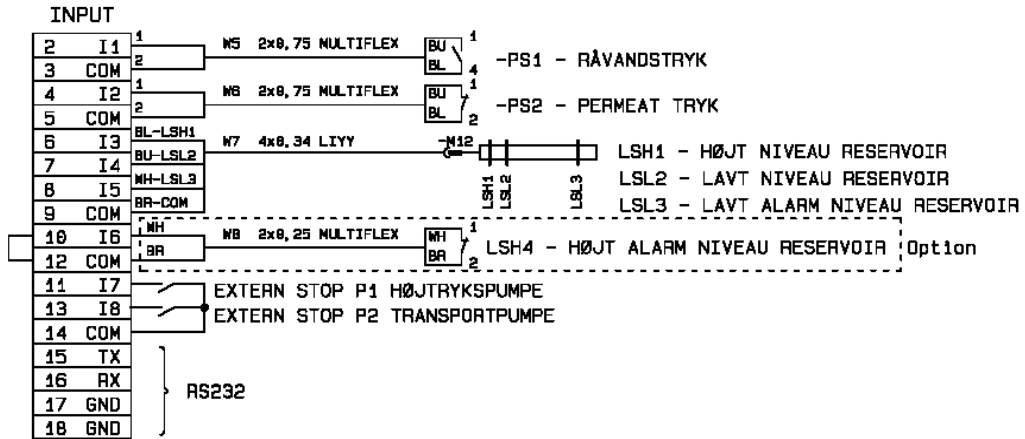 INPUT
2 I1 1 W5 2x0,75 MULTIFLEX BU 1
3 COM 2 BL 4 -PS1 - RÅVANDSTRYK
4 I2 1 W6 2x0,75 MULTIFLEX BU 1
5 COM 2 BL 2 -PS2 - PERMEAT TRYK
6 I3 BL-LSH1 W7 4x0,34 LIYY -M12 LSH1 - HØJT NIVEAU RESERVOIR
7 I4 BU-LSL2 LSH1 LSL2 LSL3 LSL2 - LAVT NIVEAU RESERVOIR
8 I5 WH-LSL3 LSL3 - LAVT ALARM NIVEAU RESERVOIR
9 COM BR-COM
10 I6 WH W8 2x0,25 MULTIFLEX WH 1
12 COM BR BR 2 LSH4 - HØJT ALARM NIVEAU RESERVOIR Option
11 I7 EXTERN STOP P1 HØJTRYKSPUMPE
13 I8 EXTERN STOP P2 TRANSPORTPUMPE
14 COM
15 TX
16 RX RS232
17 GND
18 GND